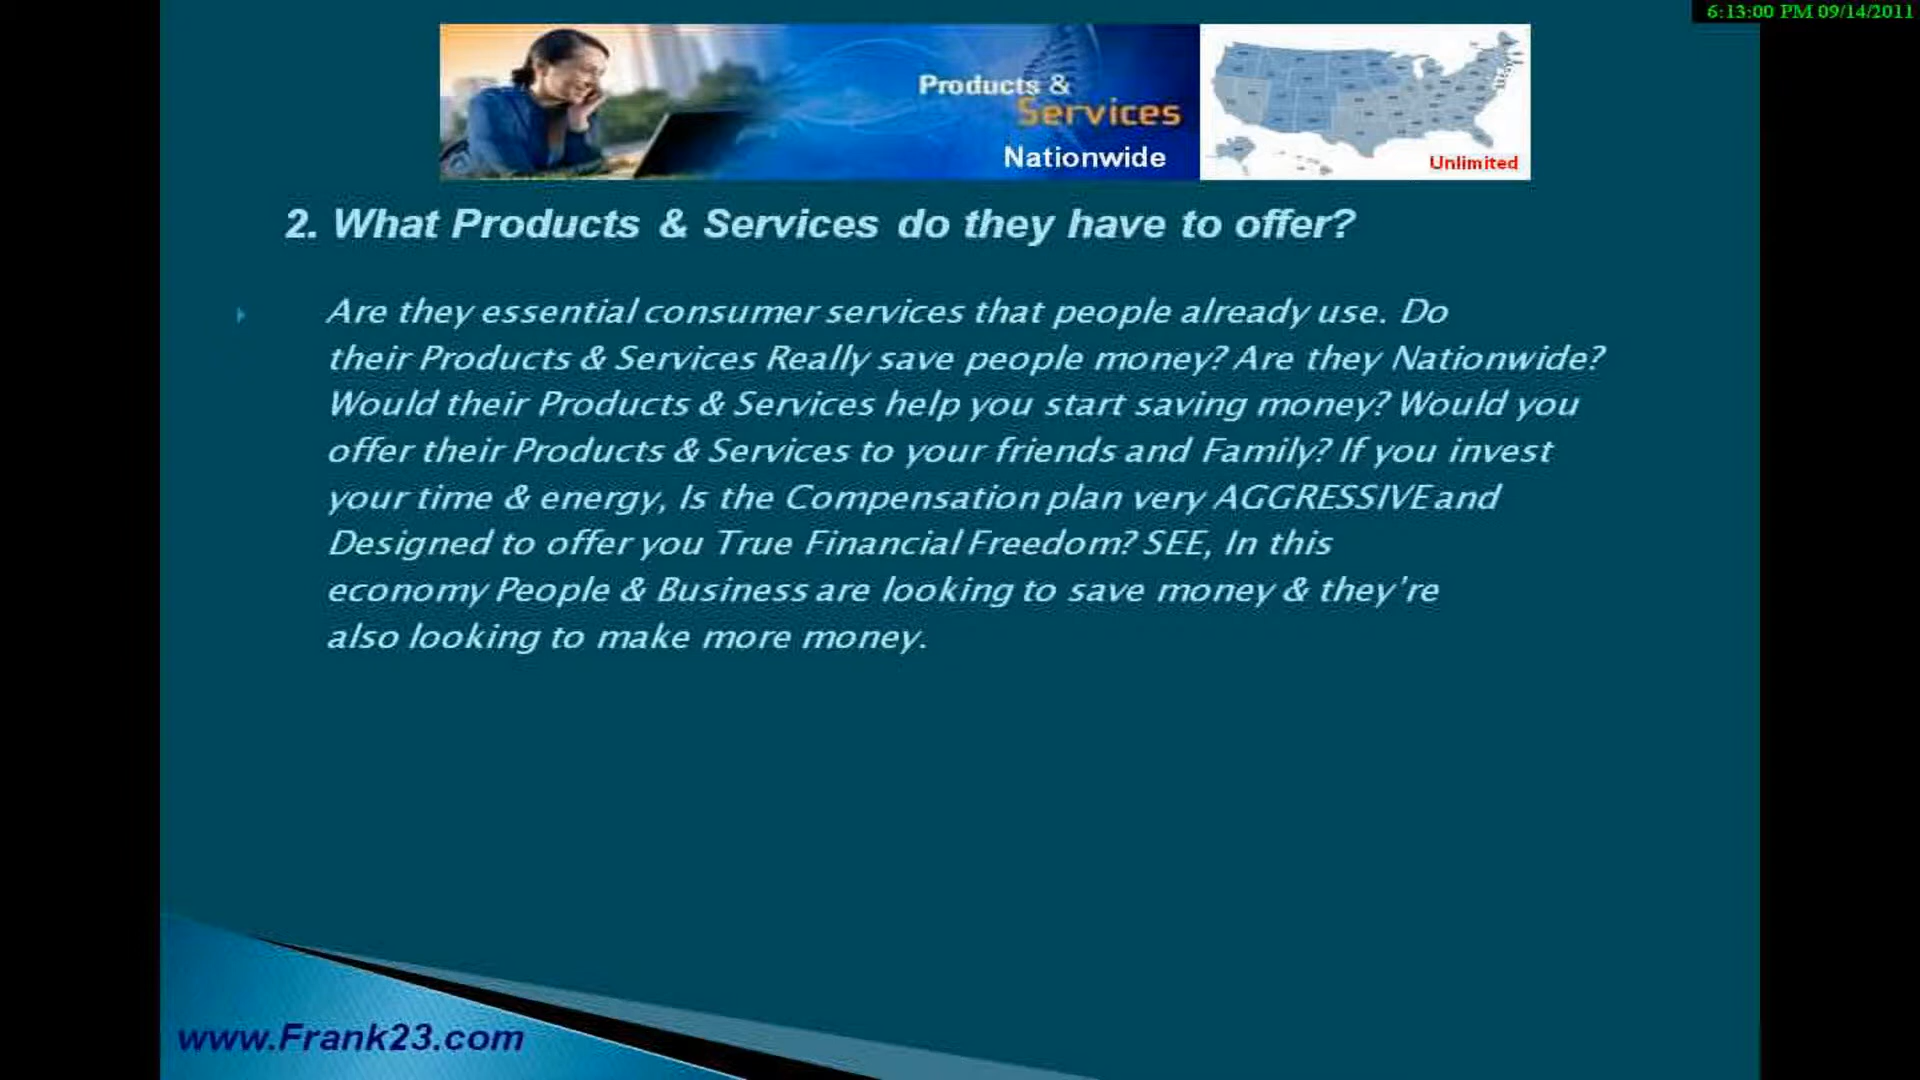 6:13:00 PM 09/14/2011
Products &
Services
Nationwide
Unlimited
2. What Products & Services do they have to offer?
Are they essential consumer services that people already use. Do
their Products & Services Really save people money? Are they Nationwide?
Would their Products & Services help you start saving money? Would you
offer their Products & Services to your friends and Family? If you invest
your time & energy, Is the Compensation plan very AGGRESSIVE and
Designed to offer you True Financial Freedom? SEE, In this
economy People & Business are looking to save money & they're
also looking to make more money.
www.Frank23.com